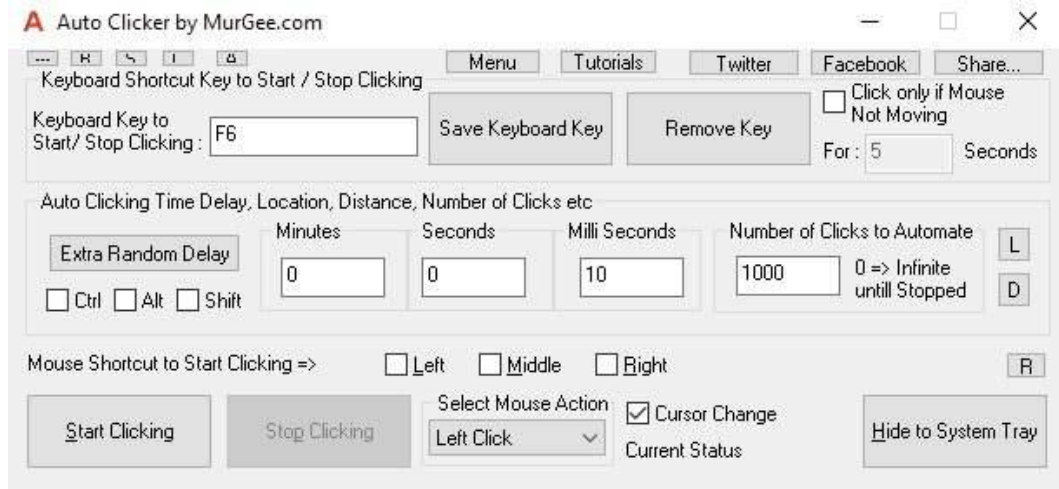 A Auto Clicker by MurGee.com
... R S
Menu Tutorials Twitter Facebook Share...
Keyboard Shortcut Key to Start / Stop Clicking
Keyboard Key to
Start/ Stop Clicking : F6
Save Keyboard Key Remove Key
Click only if Mouse
Not Moving
For : 5 Seconds
Auto Clicking Time Delay, Location, Distance, Number of Clicks etc
Extra Random Delay
Ctrl Alt Shift
Minutes Seconds Milli Seconds Number of Clicks to Automate
0 0 10 1000
0 => Infinite
untill Stopped
L
D
Mouse Shortcut to Start Clicking => Left Middle Right R
Start Clicking Stop Clicking
Select Mouse Action
Left Click
Cursor Change
Current Status
Hide to System Tray